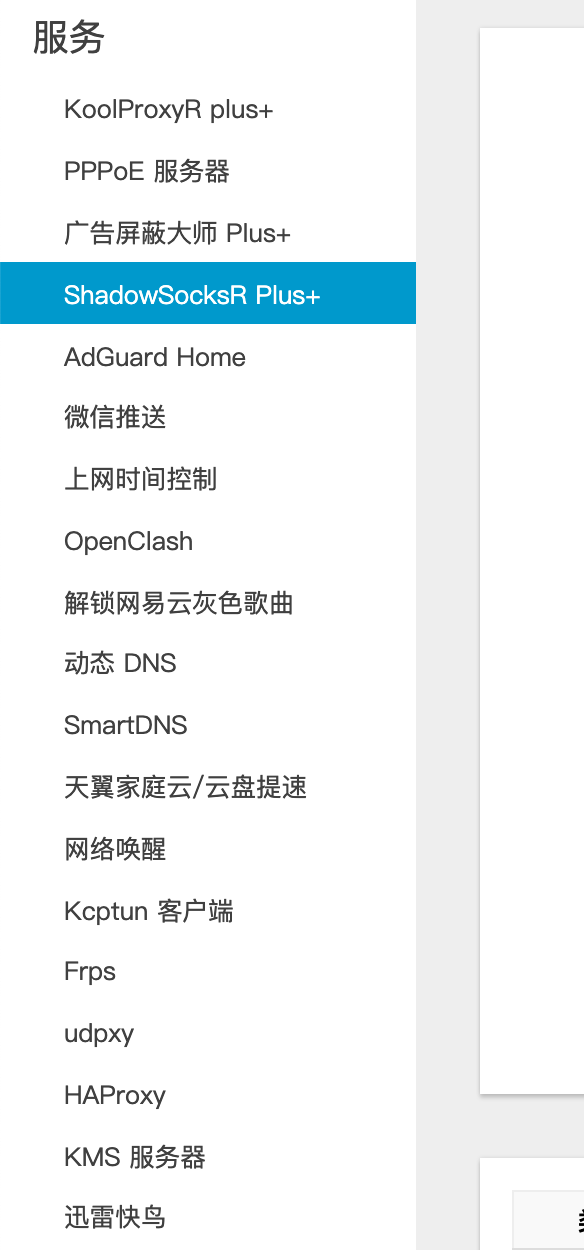 服务
KoolProxyR plus+
PPPoE 服务器
广告屏蔽大师 Plus+
ShadowSocksR Plus+
AdGuard Home
微信推送
上网时间控制
OpenClash
解锁网易云灰色歌曲
动态 DNS
SmartDNS
天翼家庭云/云盘提速
网络唤醒
Kcptun 客户端
Frps
udpxy
HAProxy
KMS 服务器
迅雷快鸟